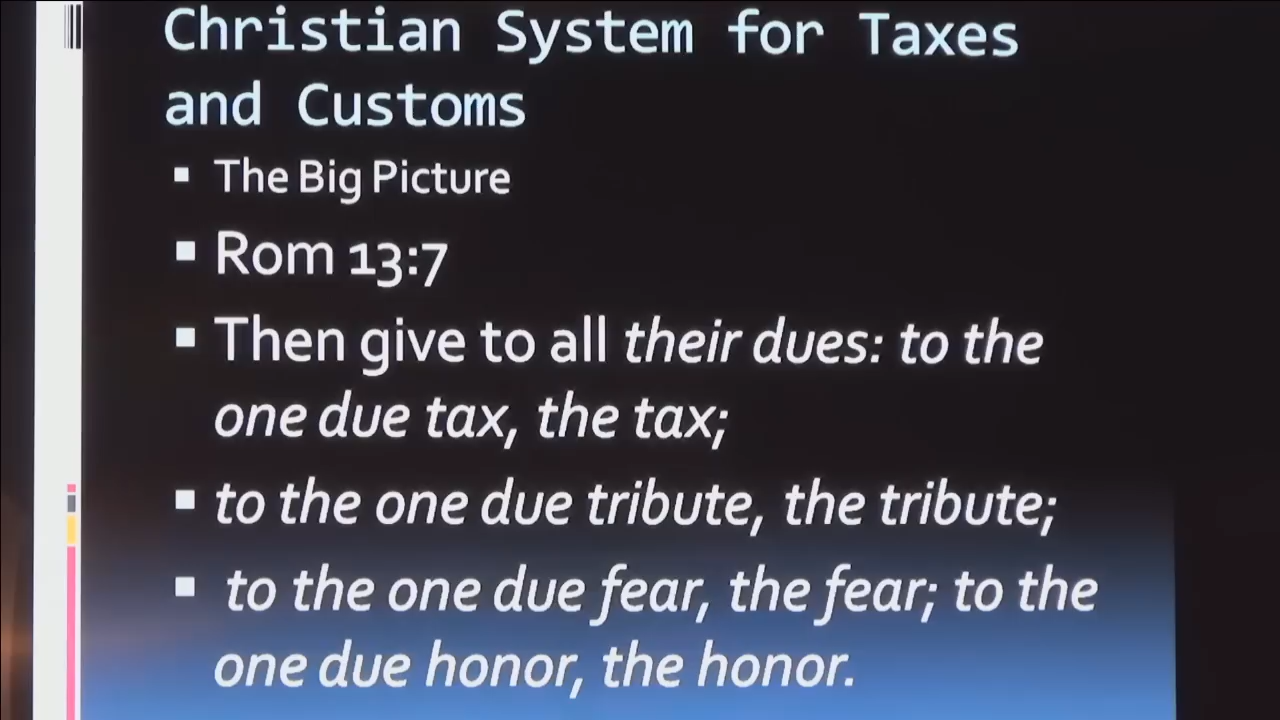 Christian System for Taxes
and Customs
▪ The Big Picture
▪ Rom 13:7
▪ Then give to all their dues: to the
one due tax, the tax;
▪ to the one due tribute, the tribute;
▪ to the one due fear, the fear; to the
one due honor, the honor.